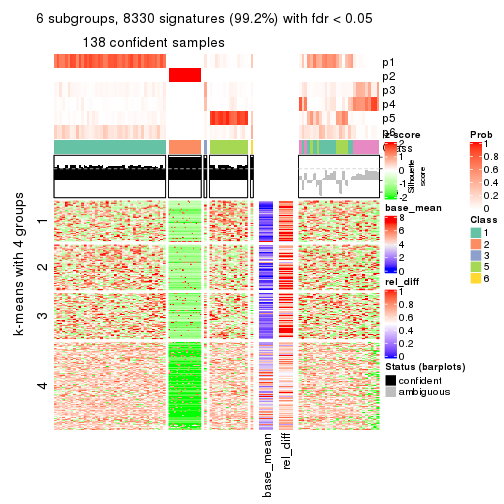 6 subgroups, 8330 signatures (99.2%) with fdr < 0.05
138 confident samples
p1
p2
p3
p4
p5
p6
Class
Silhouette
score
k-means with 4 groups
1
2
3
4
base_mean
rel_diff
z-score
2
1
0
-1
-2
base_mean
8
6
4
2
0
rel_diff
1
0.8
0.6
0.4
0.2
0
Status (barplots)
confident
ambiguous
Prob
1
0.8
0.6
0.4
0.2
0
Class
1
2
3
5
6